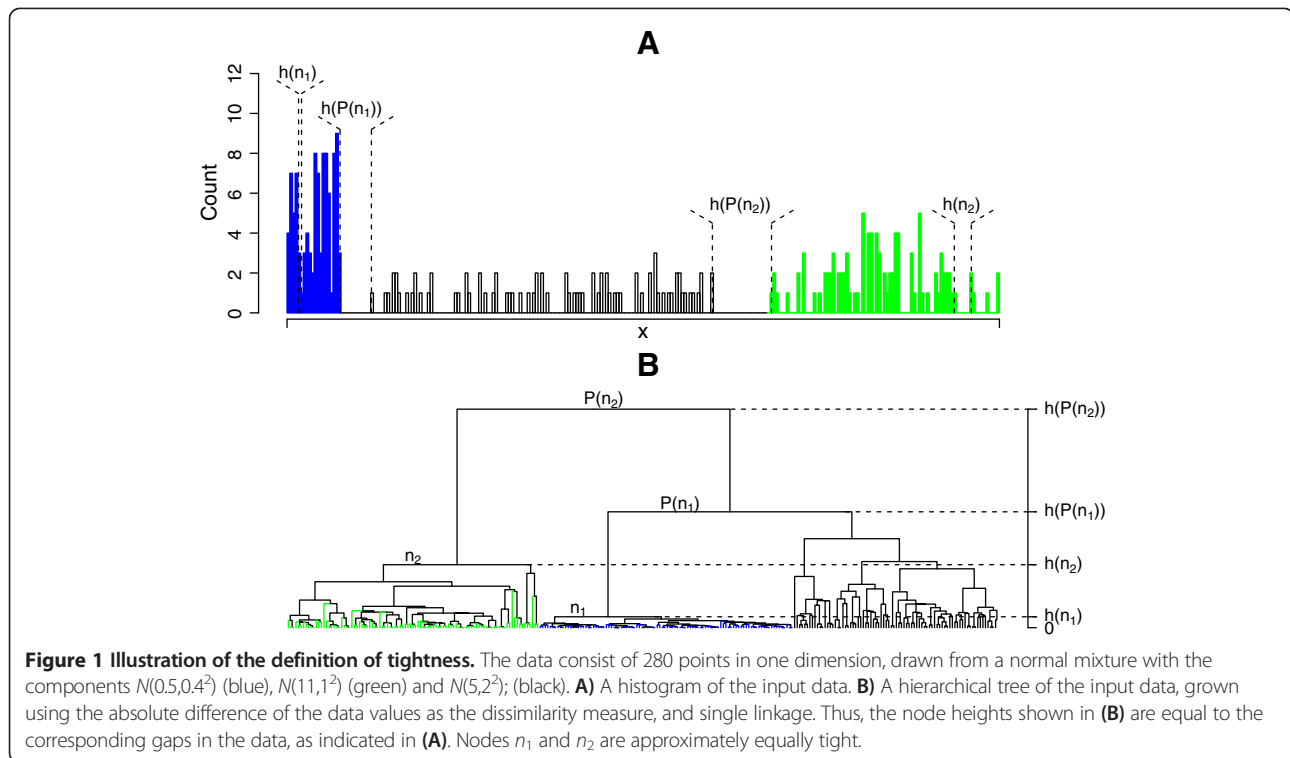 A
h(n₁)
h(P(n₁))
h(P(n₂))
h(n₂)
12
10
8
6
4
2
0
Count
x
B
P(n₂)
h(P(n₂))
P(n₁)
h(P(n₁))
n₂
h(n₂)
n₁
h(n₁)
0
Figure 1 Illustration of the definition of tightness. The data consist of 280 points in one dimension, drawn from a normal mixture with the
components N(0.5,0.4²) (blue), N(11,1²) (green) and N(5,2²); (black). A) A histogram of the input data. B) A hierarchical tree of the input data, grown
using the absolute difference of the data values as the dissimilarity measure, and single linkage. Thus, the node heights shown in (B) are equal to the
corresponding gaps in the data, as indicated in (A). Nodes n₁ and n₂ are approximately equally tight.